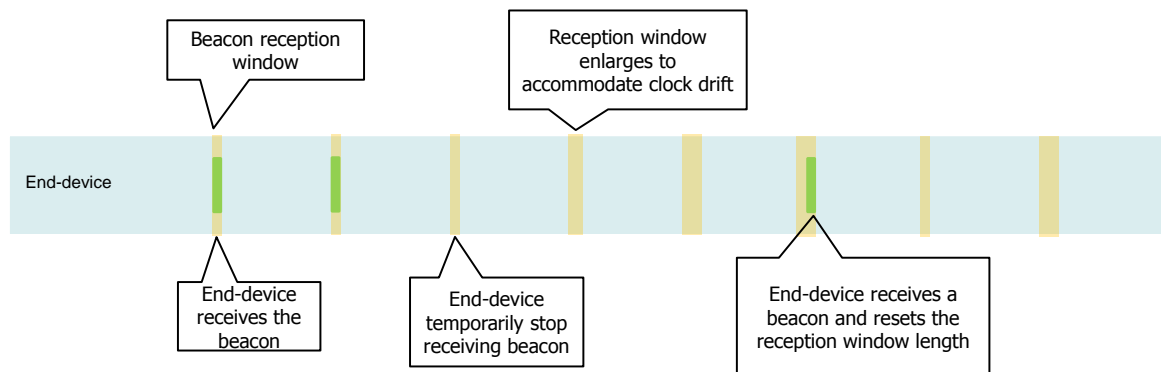 Beacon reception
window
Reception window
enlarges to
accommodate clock drift
End-device
End-device
receives the
beacon
End-device
temporarily stop
receiving beacon
End-device receives a
beacon and resets the
reception window length